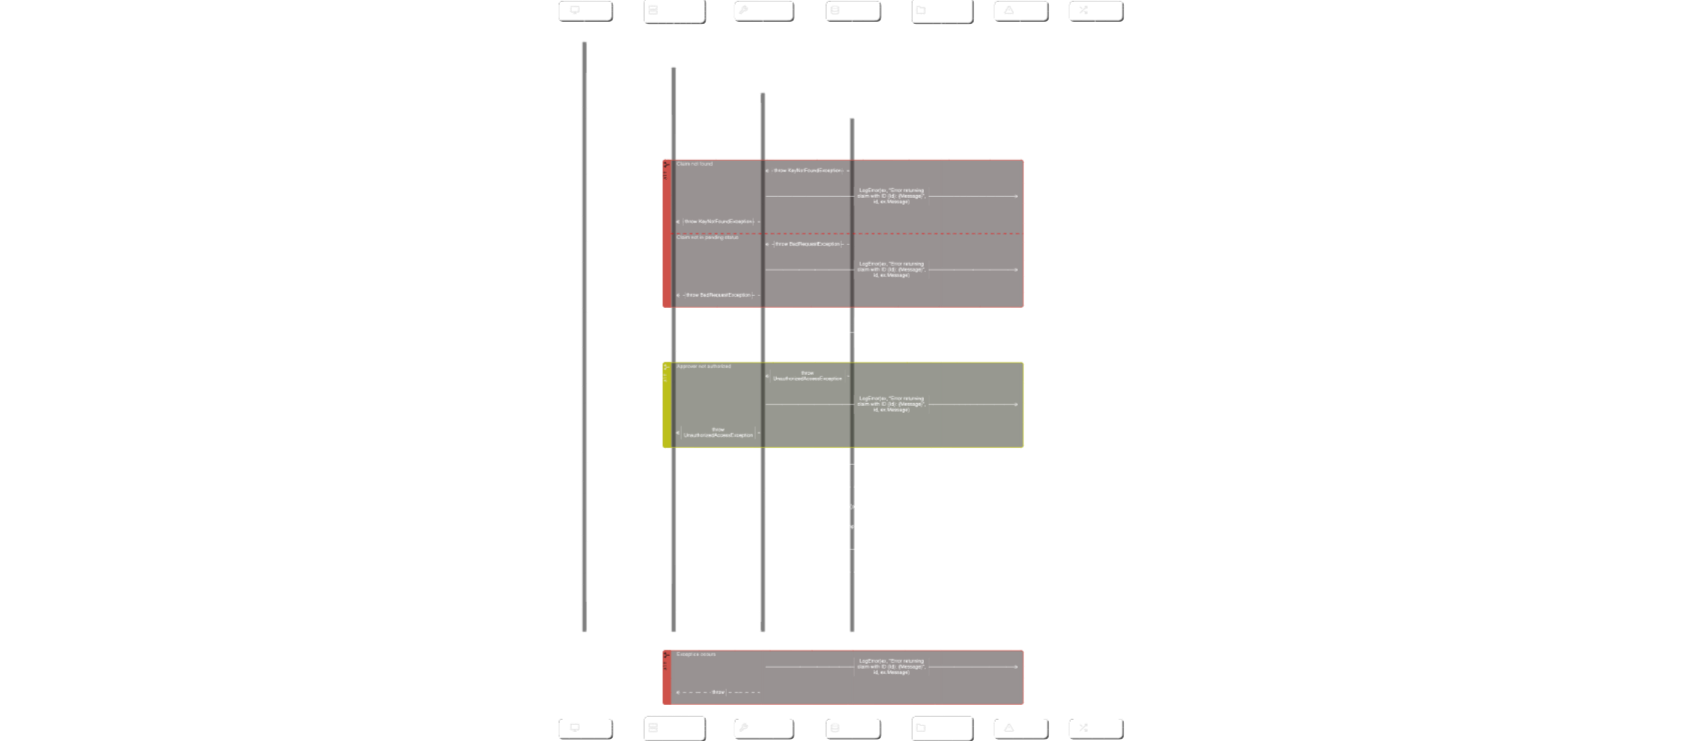 Claim not found
throw KeyNotFoundException
LogError(ex, "Error returning
claim with ID {Id}: {Message}",
id, ex.Message)
throw KeyNotFoundException
Claim not in pending status
throw BadRequestException
LogError(ex, "Error returning
claim with ID {Id}: {Message}",
id, ex.Message)
throw BadRequestException
Approver not authorized
throw
UnauthorizedAccessException
LogError(ex, "Error returning
claim with ID {Id}: {Message}",
id, ex.Message)
throw
UnauthorizedAccessException
Exception occurs
LogError(ex, "Error returning
claim with ID {Id}: {Message}",
id, ex.Message)
throw